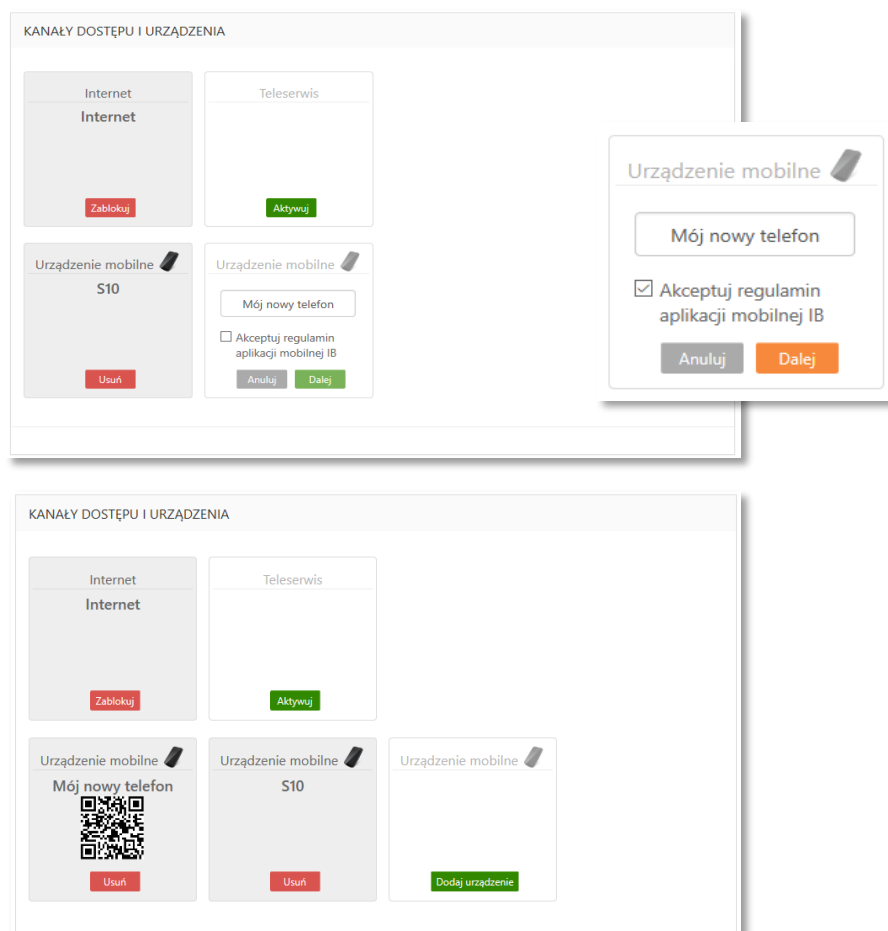 KANAŁY DOSTĘPU I URZĄDZENIA
Internet
Internet
Zablokuj
Teleserwis
Aktywuj
Urządzenie mobilne
S10
Usuń
Urządzenie mobilne
Mój nowy telefon
Akceptuj regulamin
aplikacji mobilnej IB
Anuluj Dalej
Urządzenie mobilne
Mój nowy telefon
Akceptuj regulamin
aplikacji mobilnej IB
Anuluj Dalej
KANAŁY DOSTĘPU I URZĄDZENIA
Internet
Internet
Zablokuj
Teleserwis
Aktywuj
Urządzenie mobilne
Mój nowy telefon
Usuń
Urządzenie mobilne
S10
Usuń
Urządzenie mobilne
Dodaj urządzenie